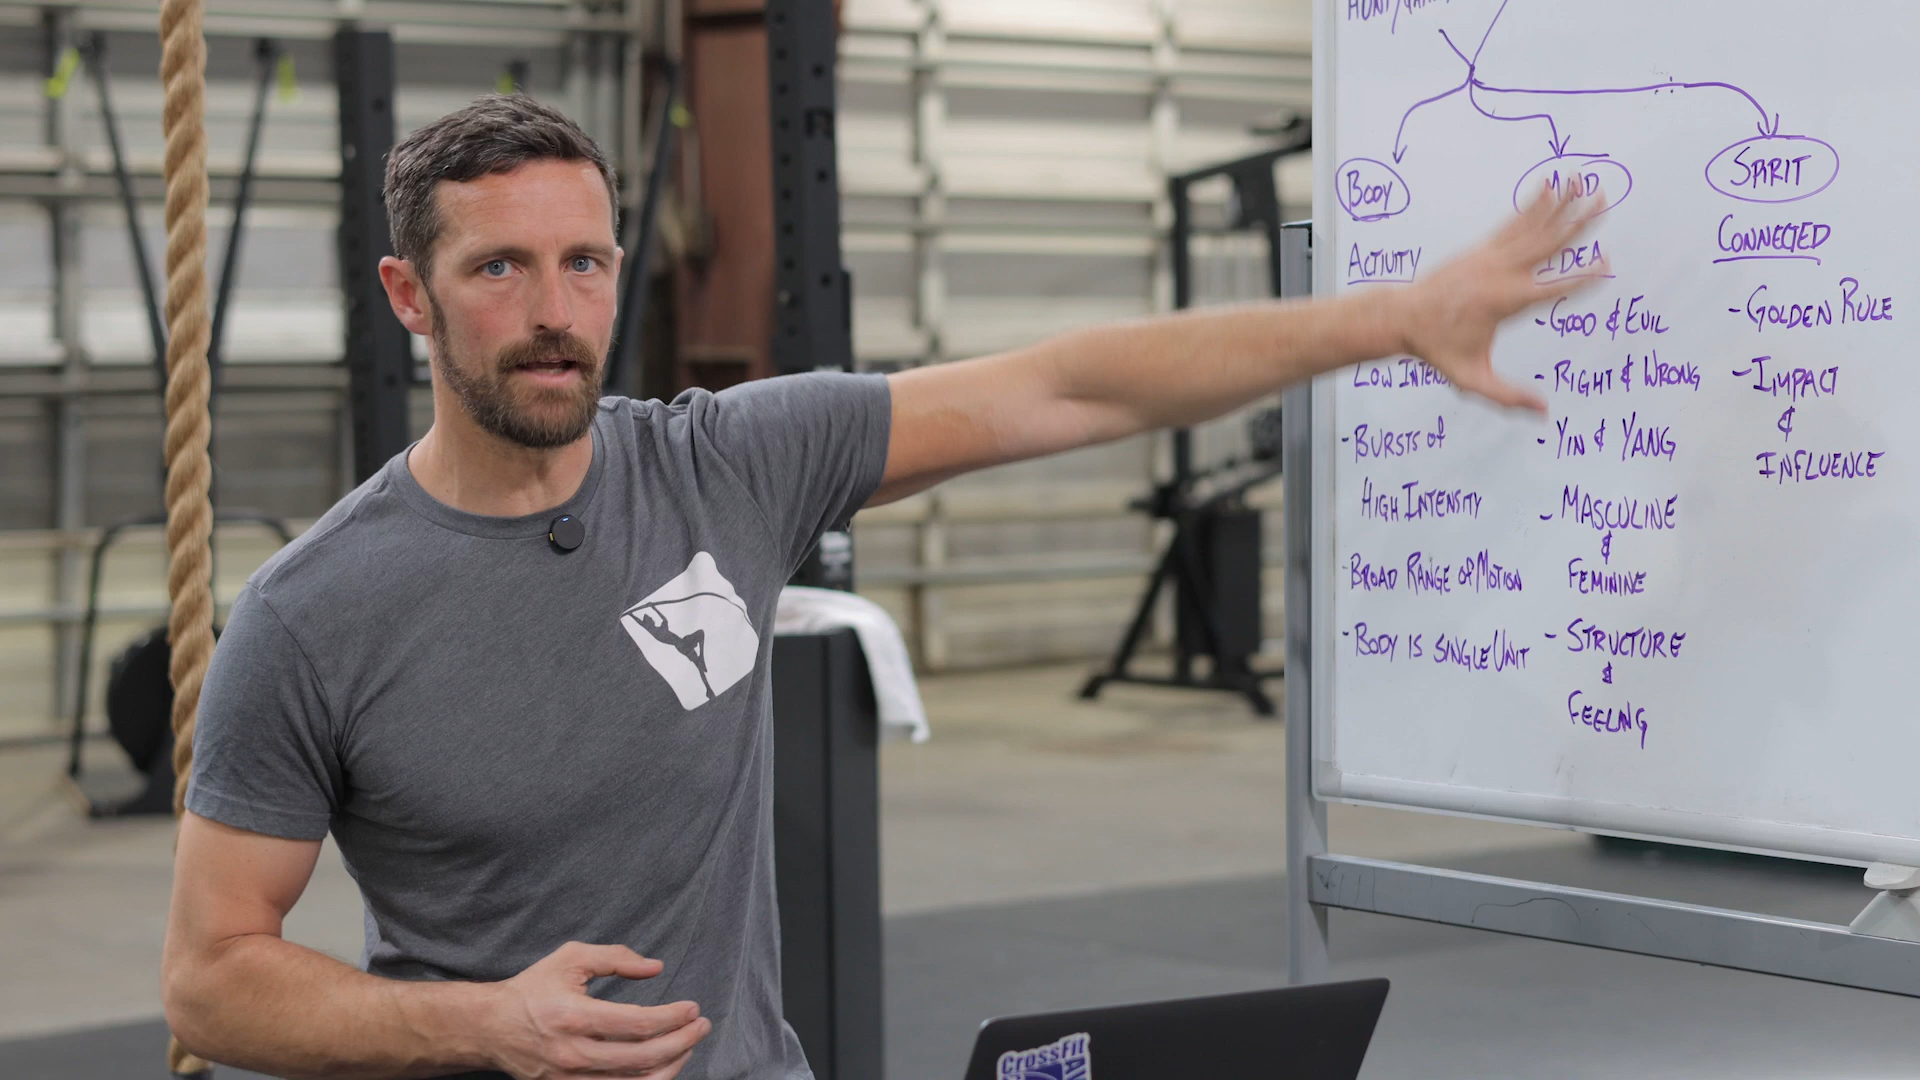 BODY
MIND
SPIRIT
ACTIVITY
IDEA
CONNECTED
LOW
- BURSTS OF
HIGH INTENSITY
- BROAD RANGE OF MOTION
- BODY IS SINGLE UNIT
- GOOD & EVIL
- RIGHT & WRONG
- YIN & YANG
- MASCULINE
&
FEMININE
- STRUCTURE
&
FEELING
- GOLDEN RULE
- IMPACT
&
INFLUENCE
CrossFit